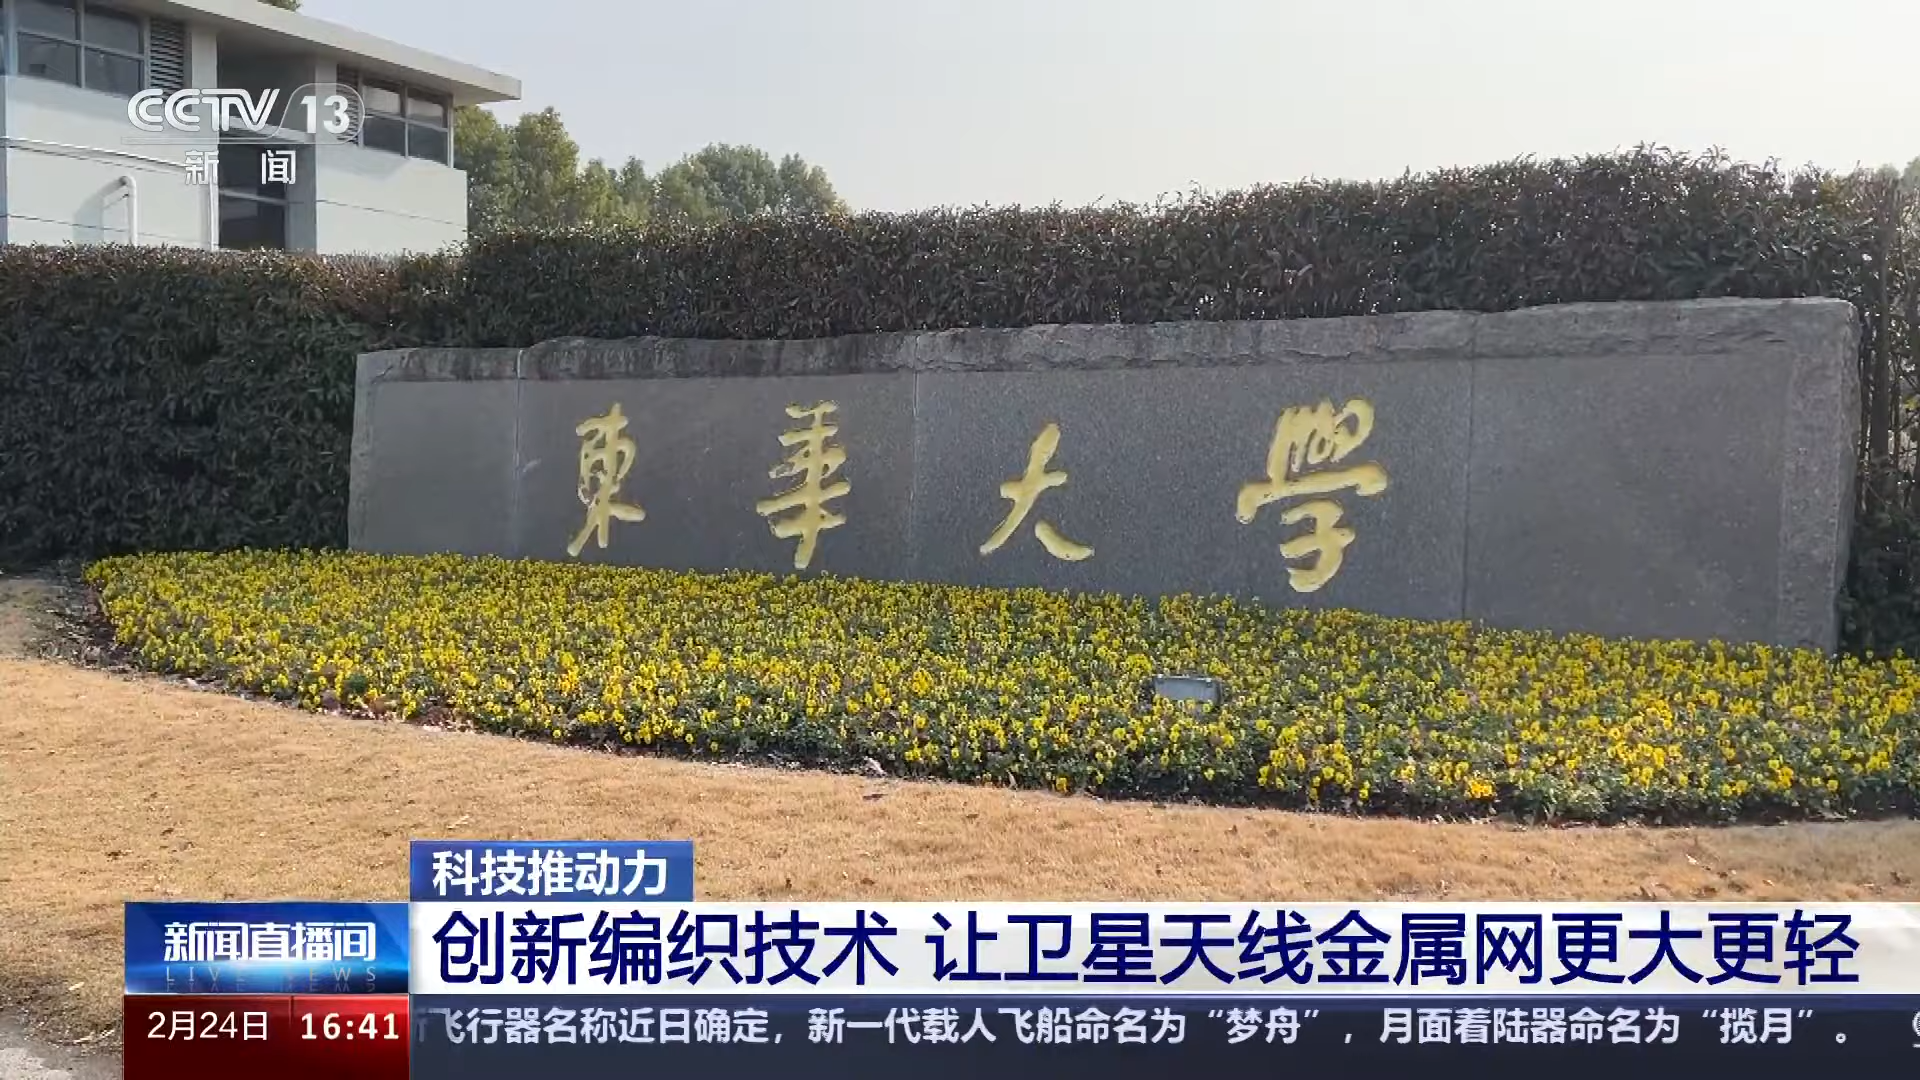 CCTV 13
新闻
東華大學
科技推动力
新闻直播间
LIVE NEWS
创新编织技术 让卫星天线金属网更大更轻
2月24日 16:41
飞行器名称近日确定，新一代载人飞船命名为“梦舟”，月面着陆器命名为“揽月”。